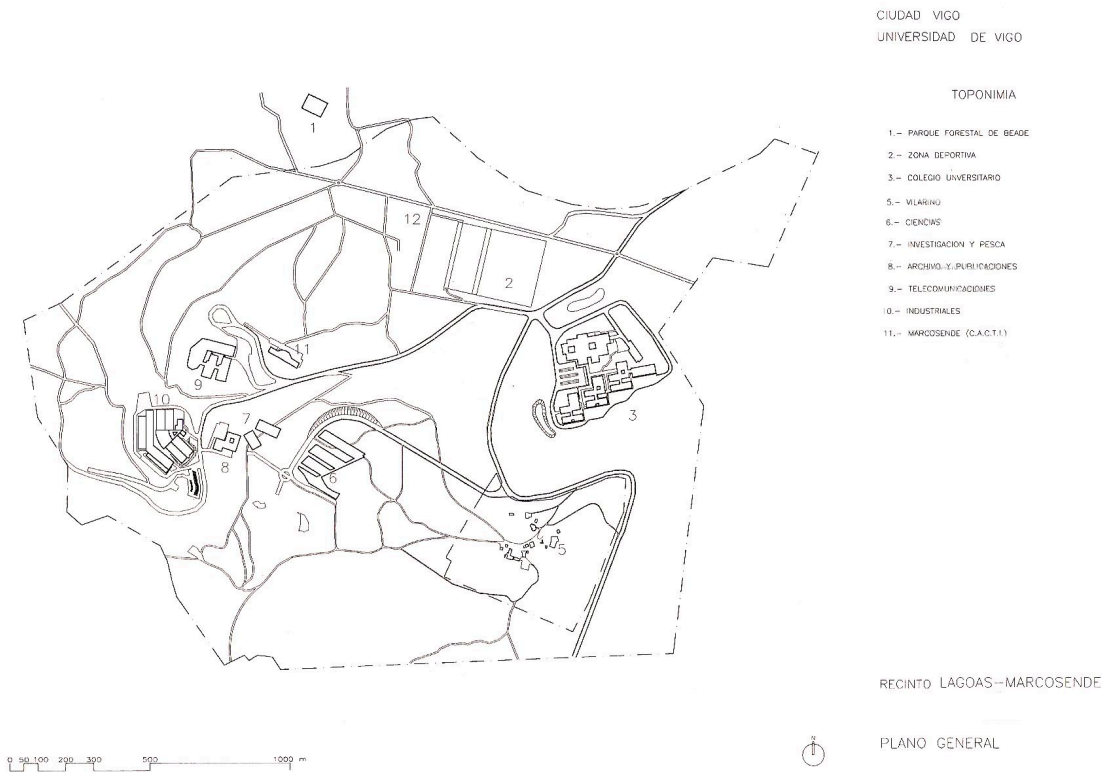 CIUDAD VIGO
UNIVERSIDAD DE VIGO
TOPONIMIA
1.- PARQUE FORESTAL DE BEADE
2.- ZONA DEPORTIVA
3.- COLEGIO UNVERSITARIO
5.- VILARINO
6.- CIENCIAS
7.- INVESTIGACION Y PESCA
8.- ARCHIVO Y PUBLICACIONES
9.- TELECOMUNICACIONES
10.- INDUSTRIALES
11.- MARCOSENDE (C.A.C.T.I.)
1
12
2
11
9
10
3
7
8
6
5
RECINTO LAGOAS-MARCOSENDE
N
PLANO GENERAL
0 50 100 200 300 500 1000 m